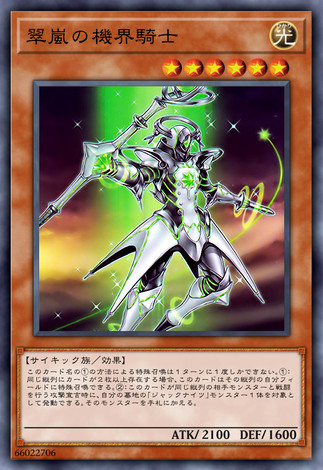 翠嵐の機界騎士
光
【サイキック族／効果】
このカード名の①の方法による特殊召喚は１ターンに１度しかできない。①：
同じ縦列にカードが２枚以上存在する場合、このカードはその縦列の自分フィ
ールドに特殊召喚できる。②：このカードが同じ縦列の相手モンスターと戦闘
を行う攻撃宣言時に、自分の墓地の「ジャックナイツ」モンスター１体を対象と
して発動できる。そのモンスターを手札に加える。
ATK/ 2100 DEF/1600
66022706